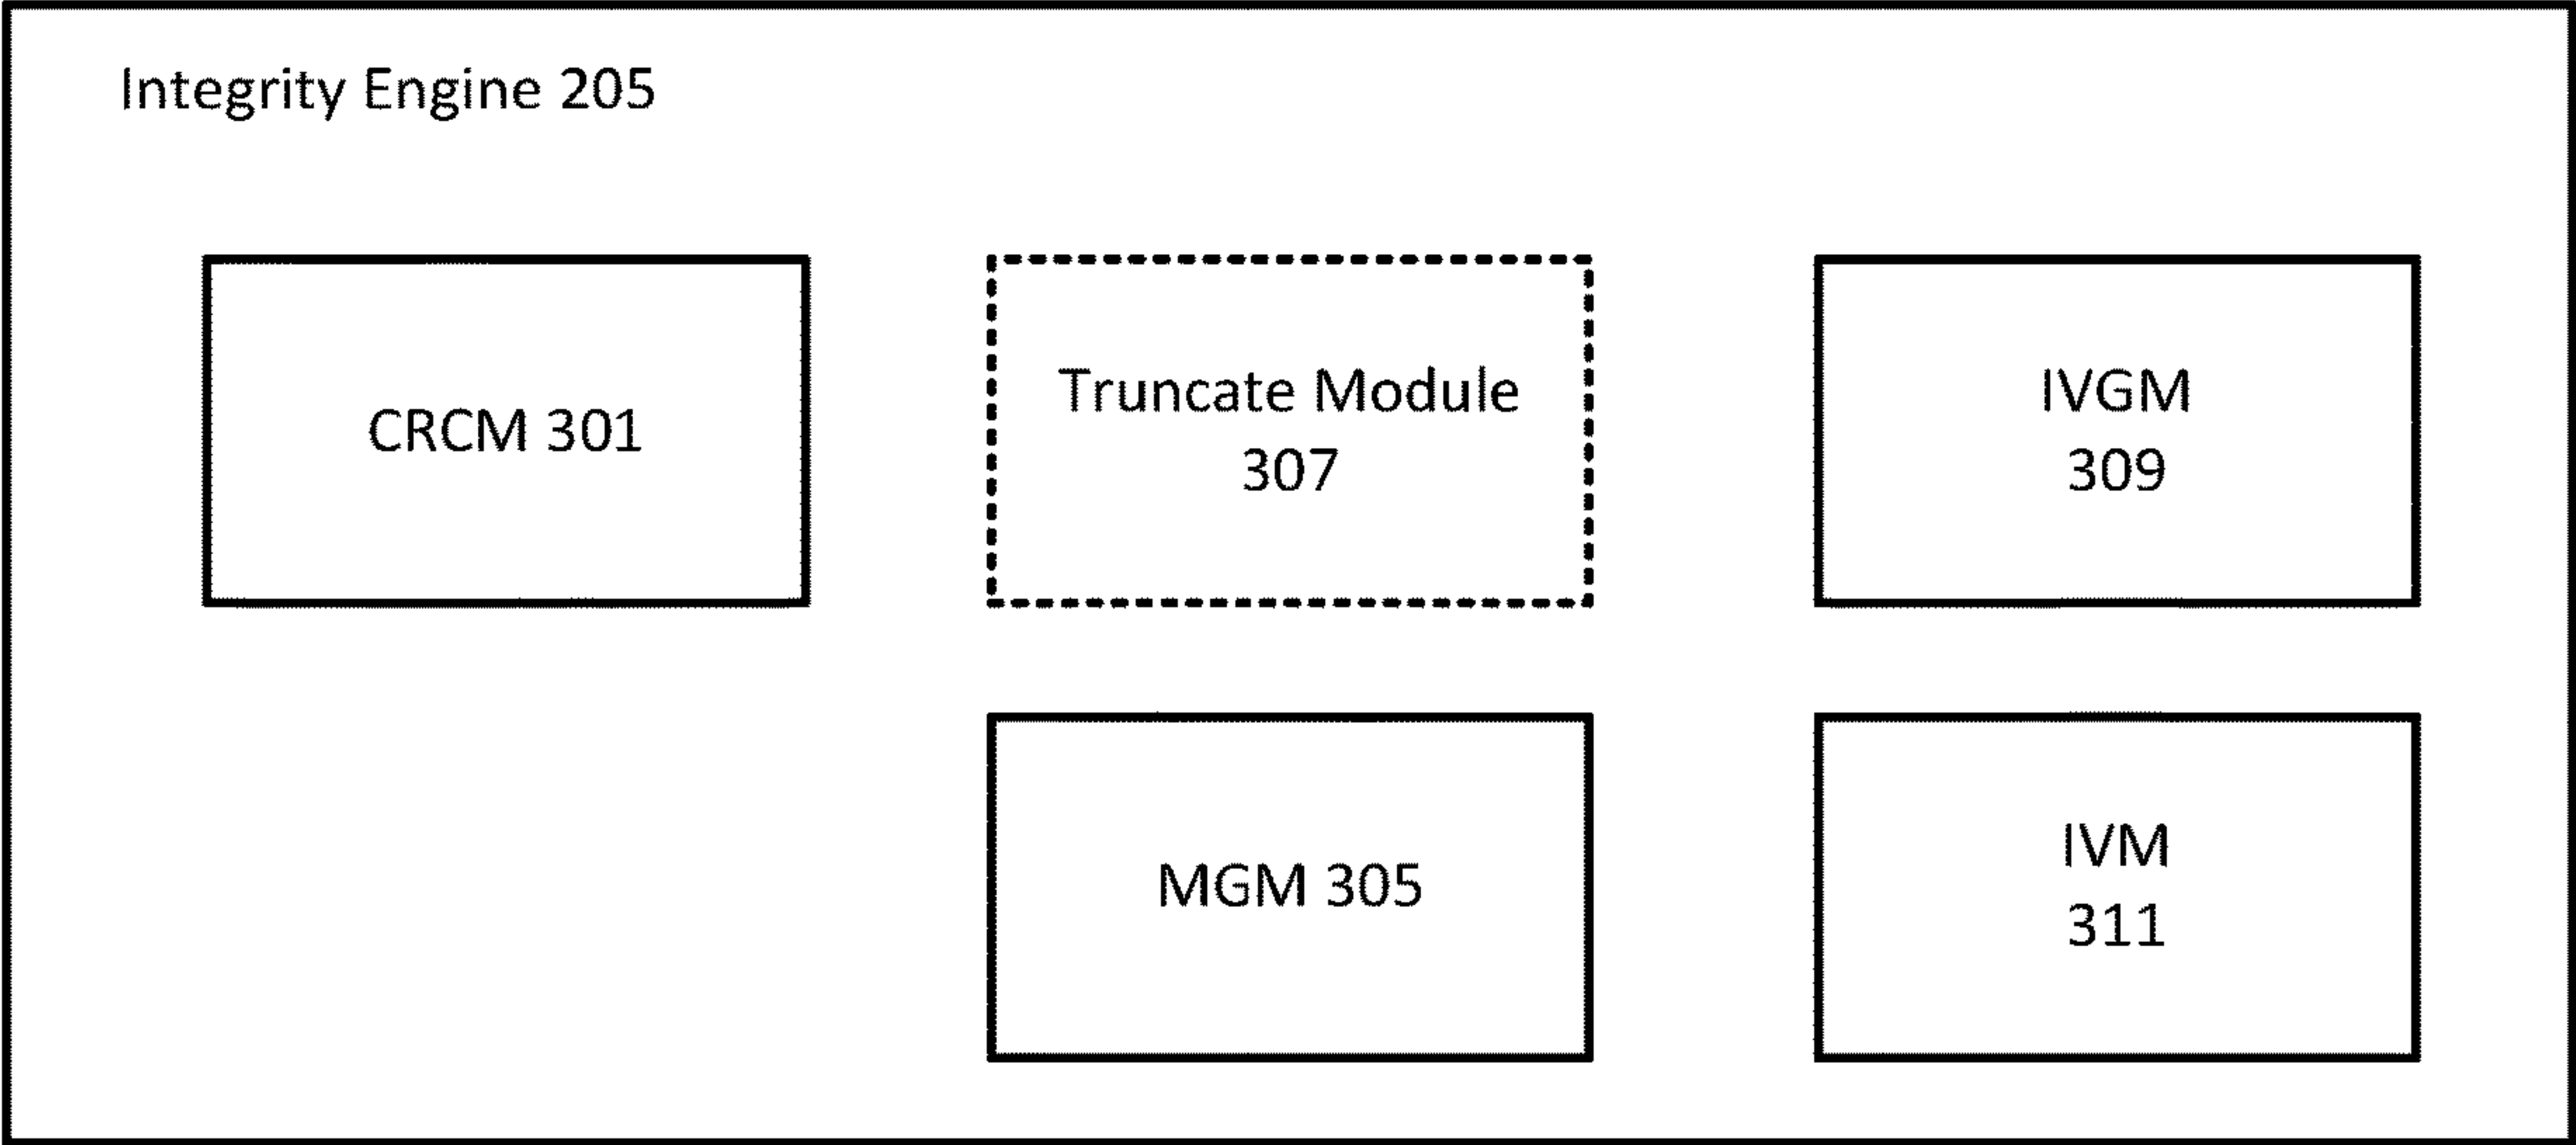 Integrity Engine 205
CRCM 301
Truncate Module
307
IVGM
309
MGM 305
IVM
311